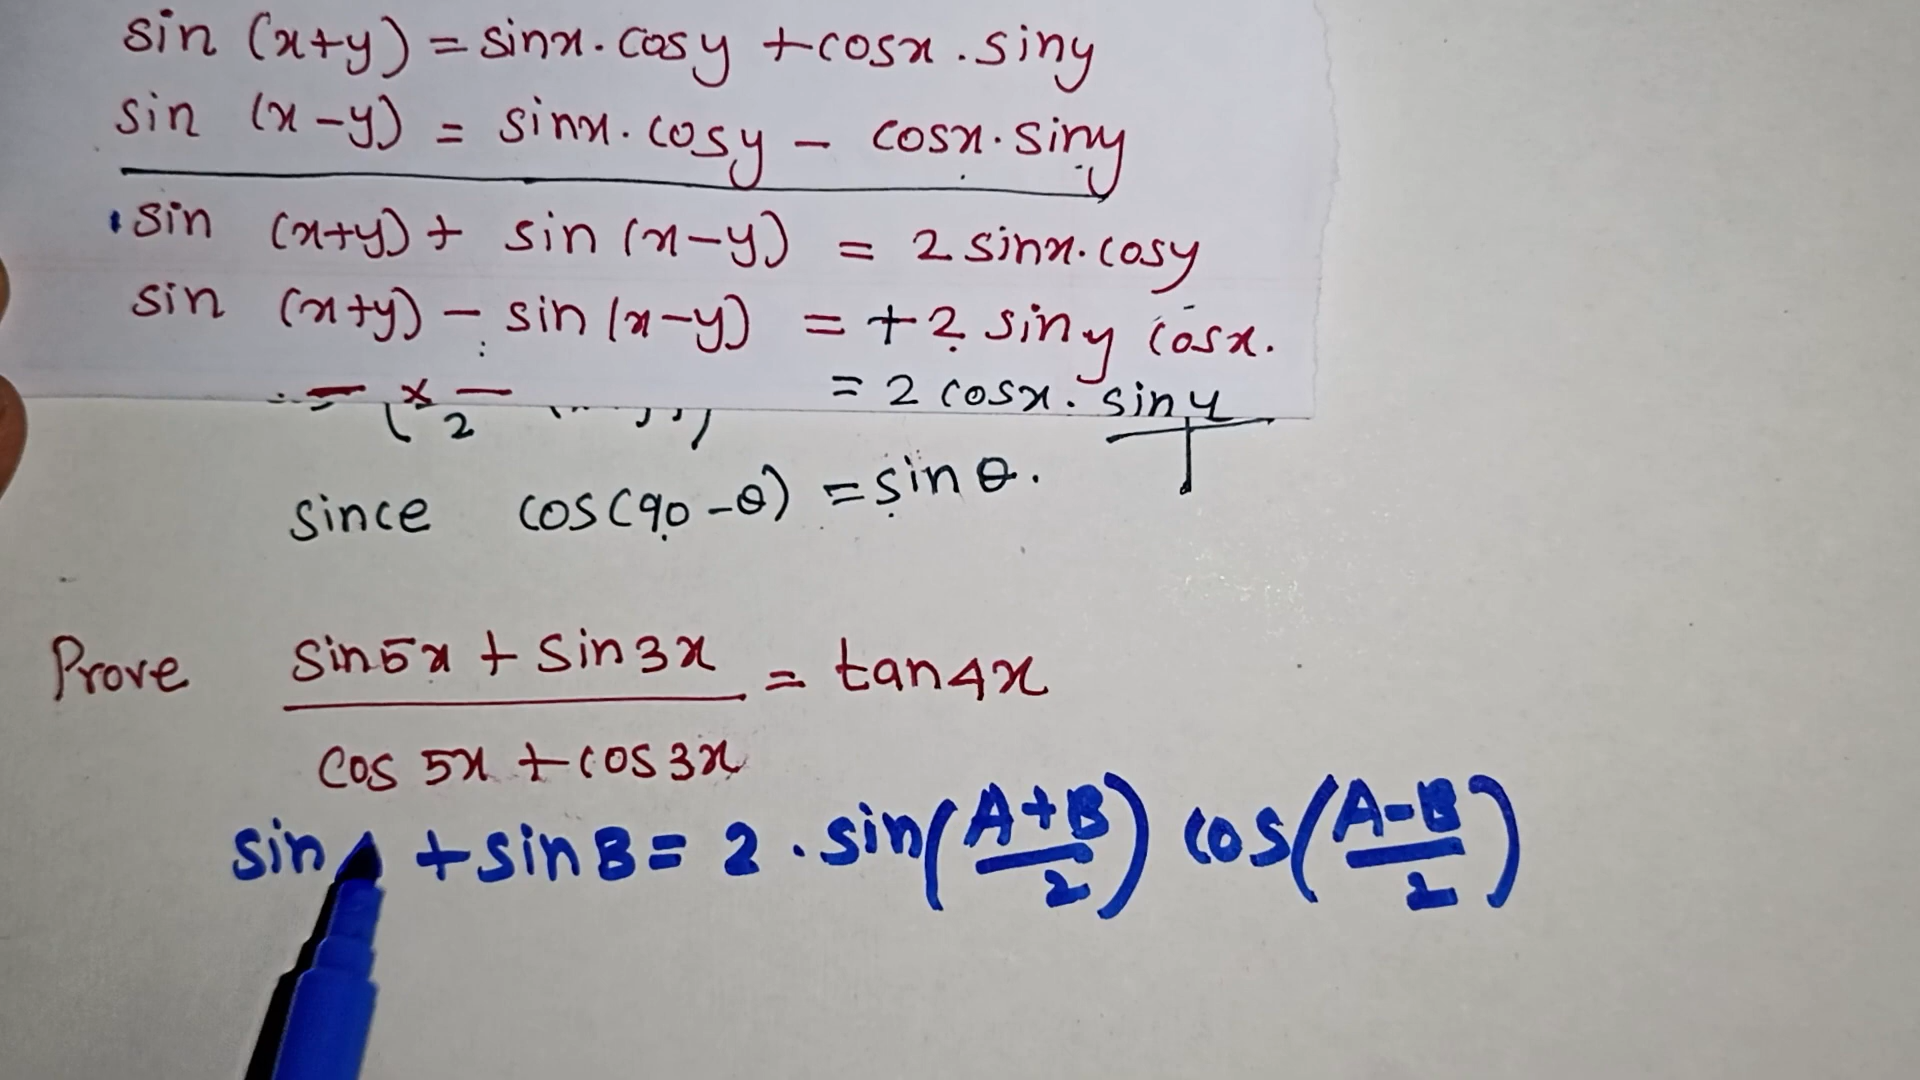 sin (x+y) = sinx. cosy + cosx . siny
sin (x-y) = sinx. cosy - cosx. siny
sin (x+y) + sin (x-y) = 2 sinx. cosy
sin (x+y) - sin (x-y) = +2 siny cosx.
= 2 cosx. siny
since cos(90-θ) = sinθ.
Prove sin5x + sin3x = tan4x
cos 5x + cos3x
sin + sinB = 2 . sin(A+B/2) cos(A-B/2)